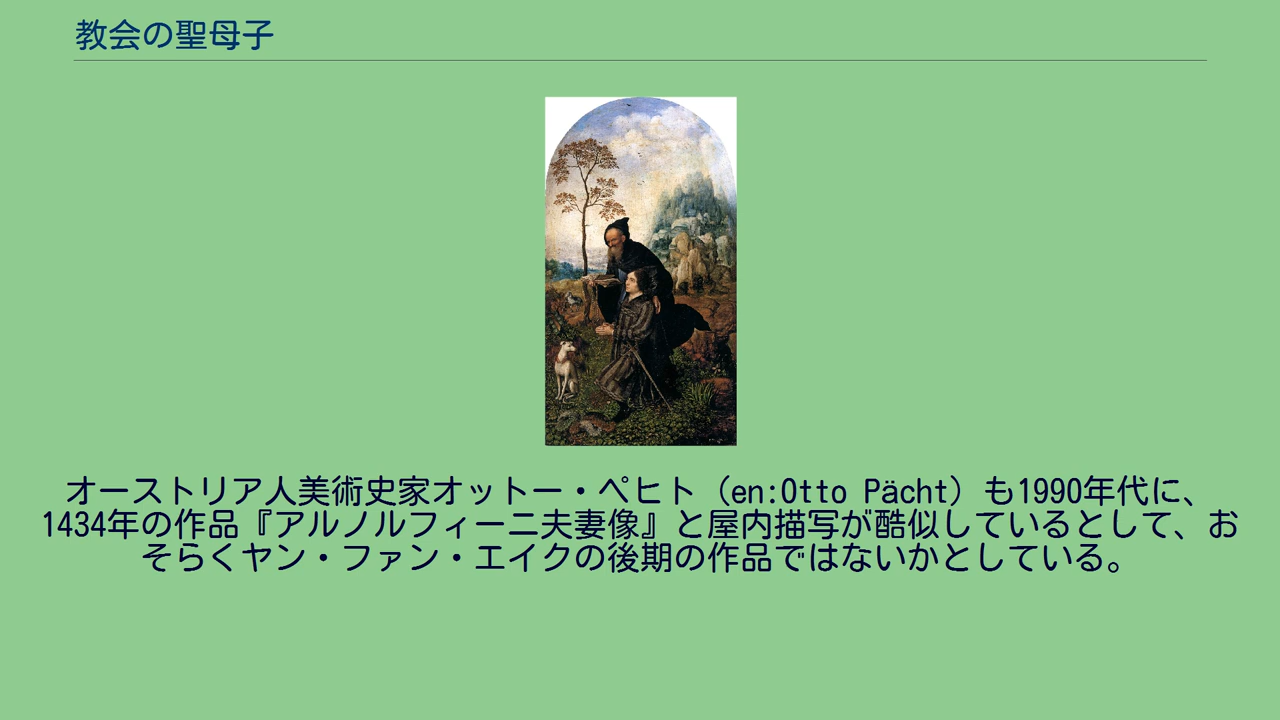 教会の聖母子
オーストリア人美術史家オットー・ペヒト（en:Otto Pächt）も1990年代に、
1434年の作品『アルノルフィーニ夫妻像』と屋内描写が酷似しているとして、お
そらくヤン・ファン・エイクの後期の作品ではないかとしている。